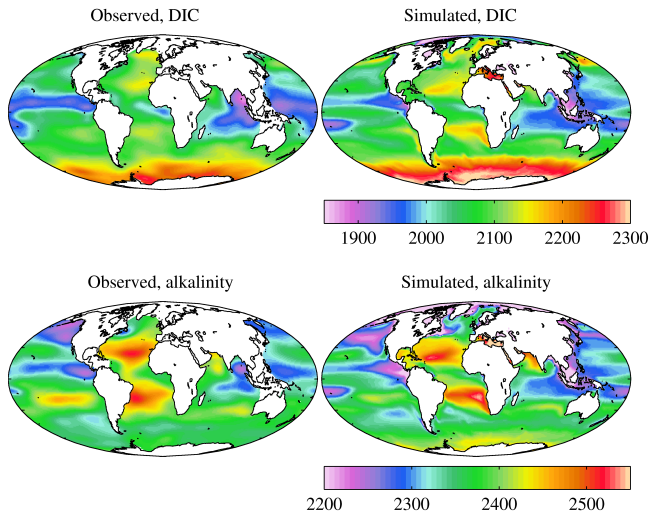 Observed, DIC
Simulated, DIC
1900 2000 2100 2200 2300
Observed, alkalinity
Simulated, alkalinity
2200 2300 2400 2500